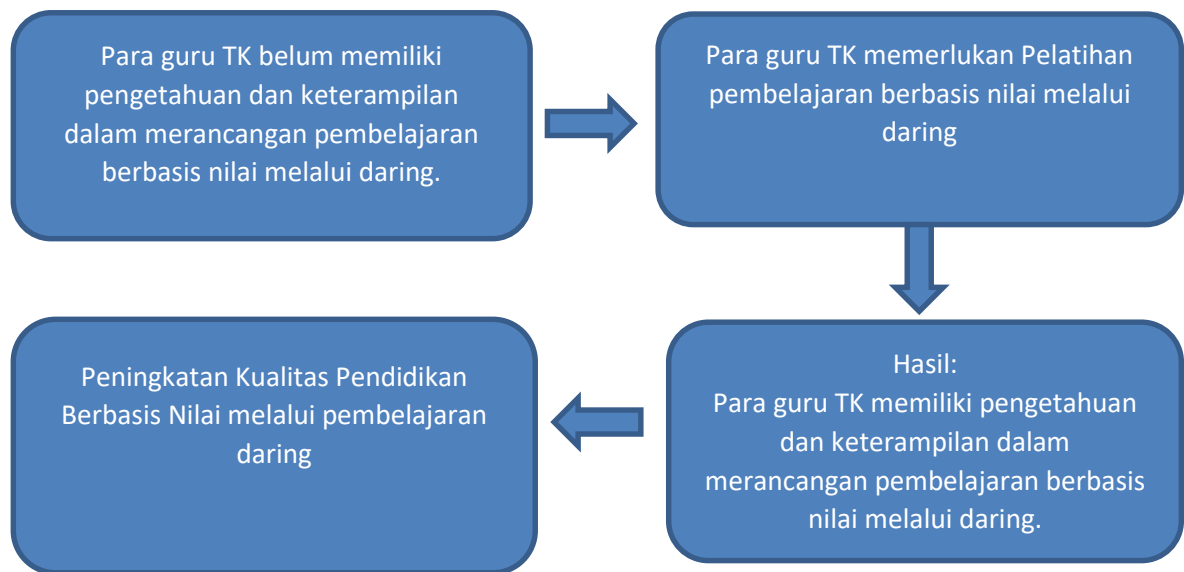 Para guru TK belum memiliki
pengetahuan dan keterampilan
dalam merancangan pembelajaran
berbasis nilai melalui daring.
Para guru TK memerlukan Pelatihan
pembelajaran berbasis nilai melalui
daring
Hasil:
Para guru TK memiliki pengetahuan
dan keterampilan dalam
merancangan pembelajaran berbasis
nilai melalui daring.
Peningkatan Kualitas Pendidikan
Berbasis Nilai melalui pembelajaran
daring